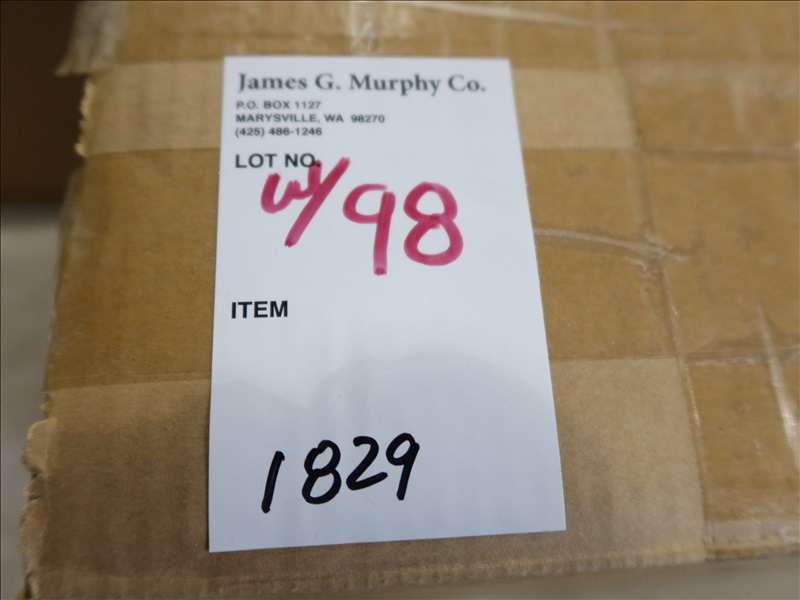 James G. Murphy Co.
P.O. BOX 1127
MARYSVILLE, WA 98270
(425) 486-1246
LOT NO.
w/98
ITEM
1829